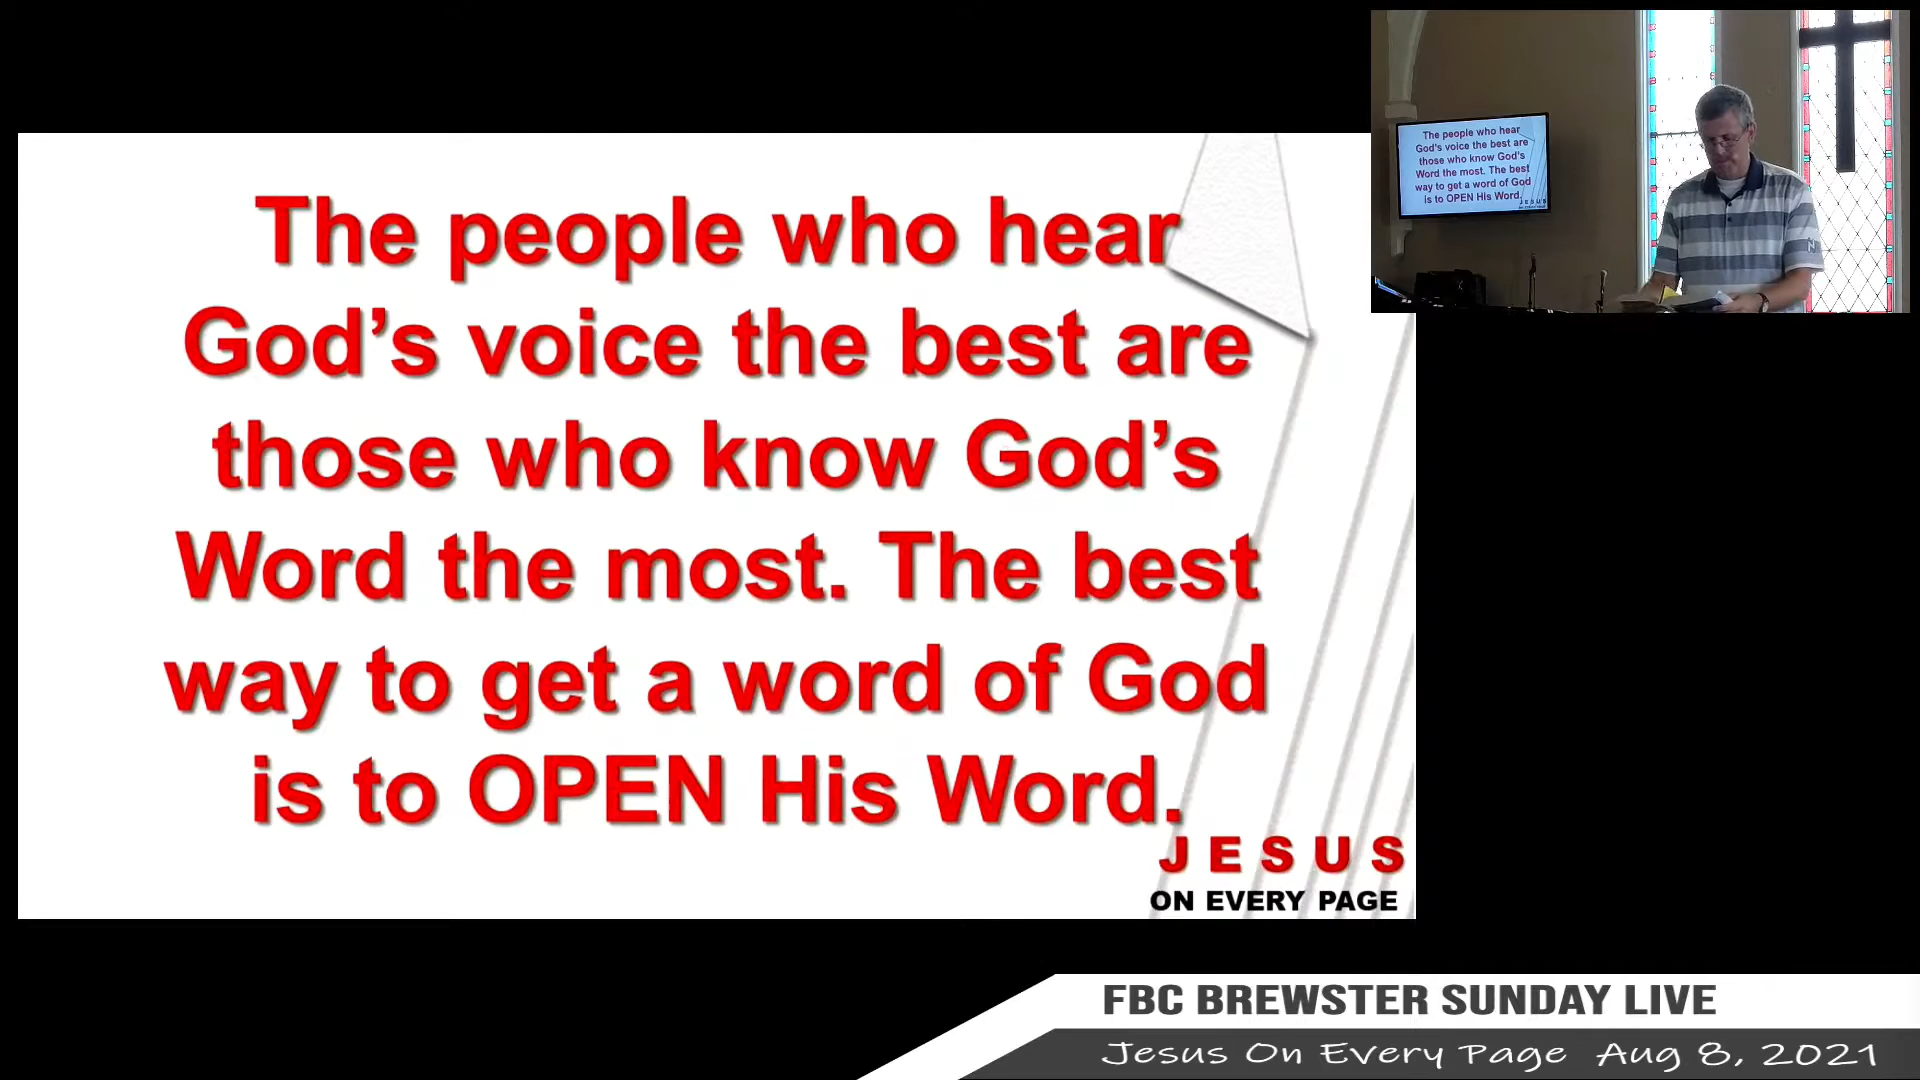 The people who hear
God’s voice the best are
those who know God’s
Word the most. The best
way to get a word of God
is to OPEN His Word.
JESUS
ON EVERY PAGE
The people who hear
God's voice the best are
those who know God's
Word the most. The best
way to get a word of God
is to OPEN His Word.
JESUS
FBC BREWSTER SUNDAY LIVE
Jesus On Every Page Aug 8, 2021